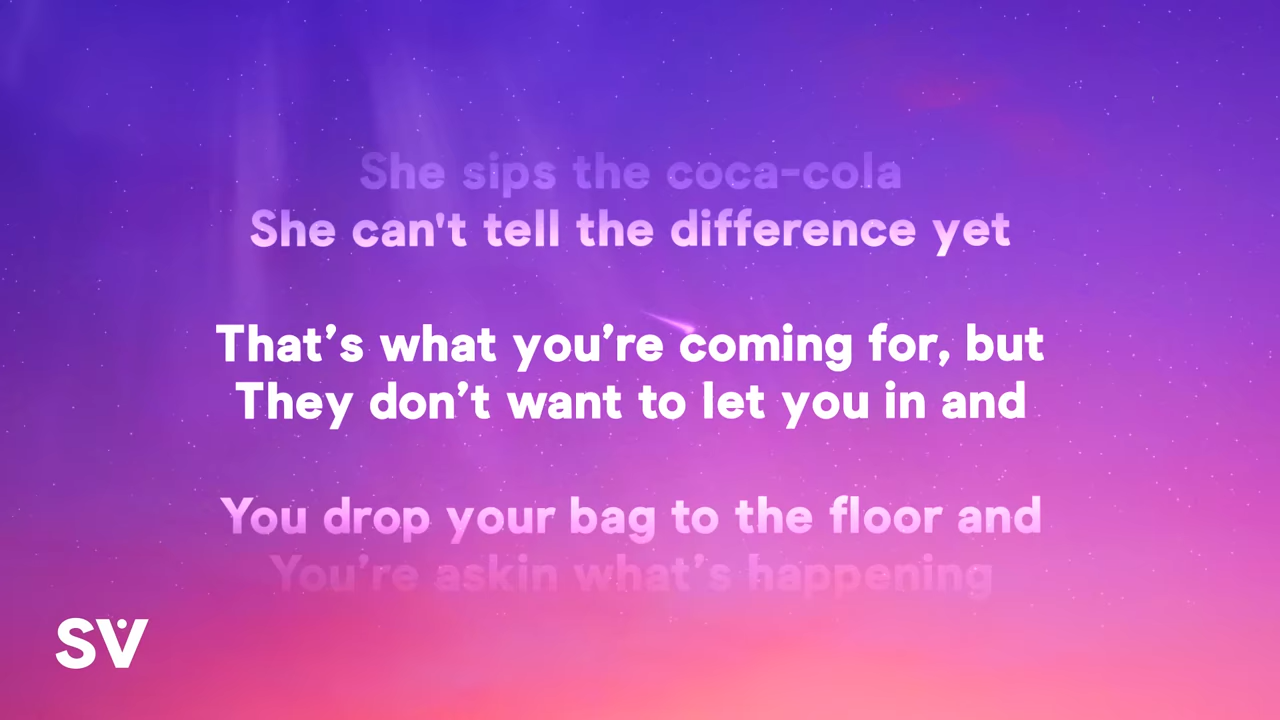 She sips the coca-cola
She can't tell the difference yet
That’s what you’re coming for, but
They don’t want to let you in and
You drop your bag to the floor and
You’re askin what’s happening
SV